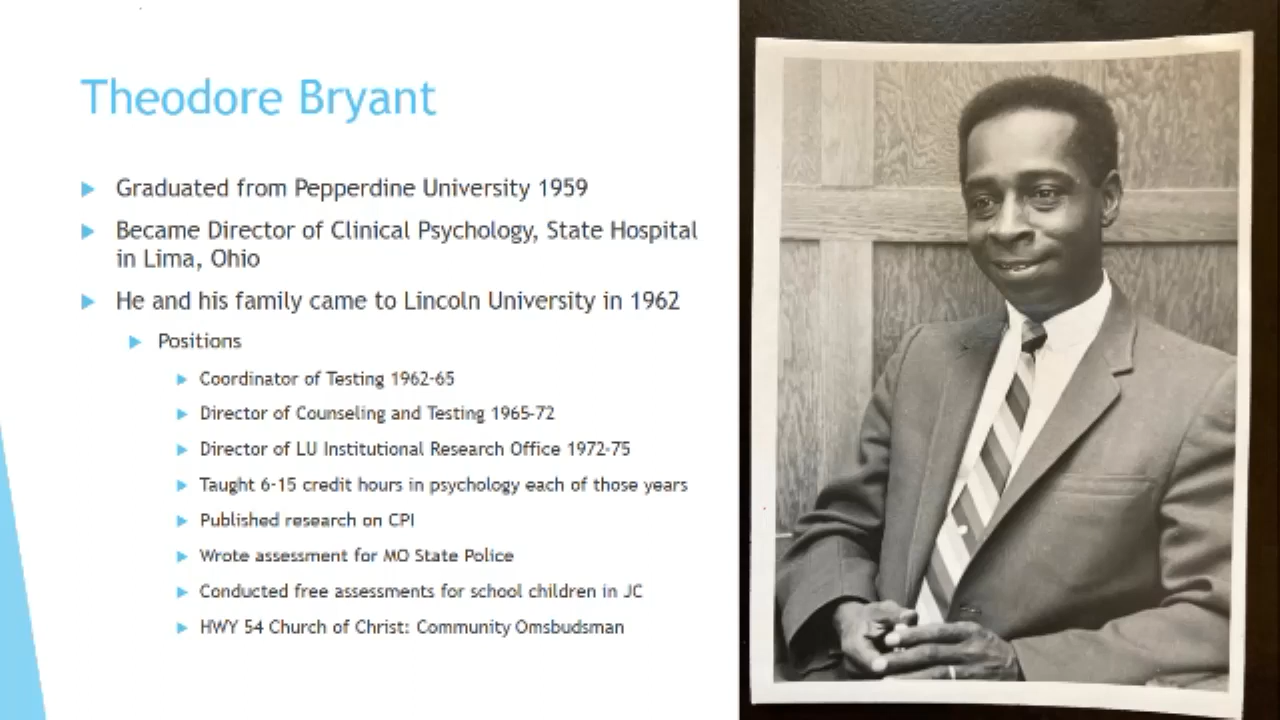 Theodore Bryant
Graduated from Pepperdine University 1959
Became Director of Clinical Psychology, State Hospital
in Lima, Ohio
He and his family came to Lincoln University in 1962
Positions
Coordinator of Testing 1962-65
Director of Counseling and Testing 1965-72
Director of LU Institutional Research Office 1972-75
Taught 6-15 credit hours in psychology each of those years
Published research on CPI
Wrote assessment for MO State Police
Conducted free assessments for school children in JC
HWY 54 Church of Christ: Community Omsbudsman